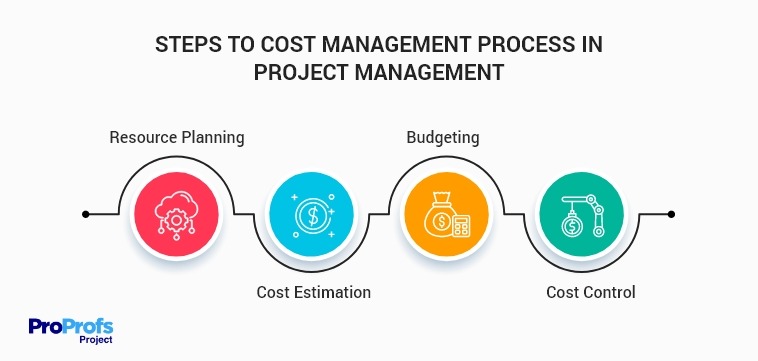 STEPS TO COST MANAGEMENT PROCESS IN
PROJECT MANAGEMENT
Resource Planning
Budgeting
$
$
$
Cost Estimation
Cost Control
ProProfs
Project